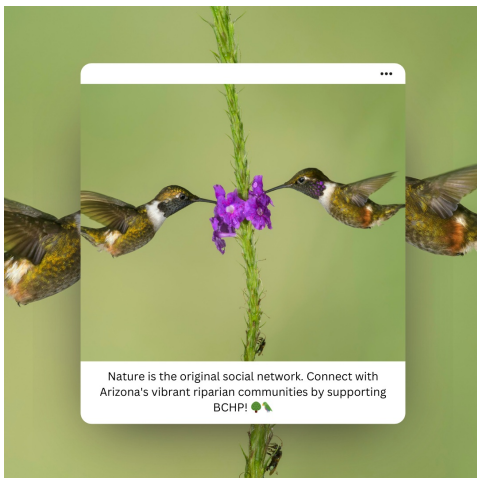 Nature is the original social network. Connect with
Arizona's vibrant riparian communities by supporting
BCHP! 🌳🦜